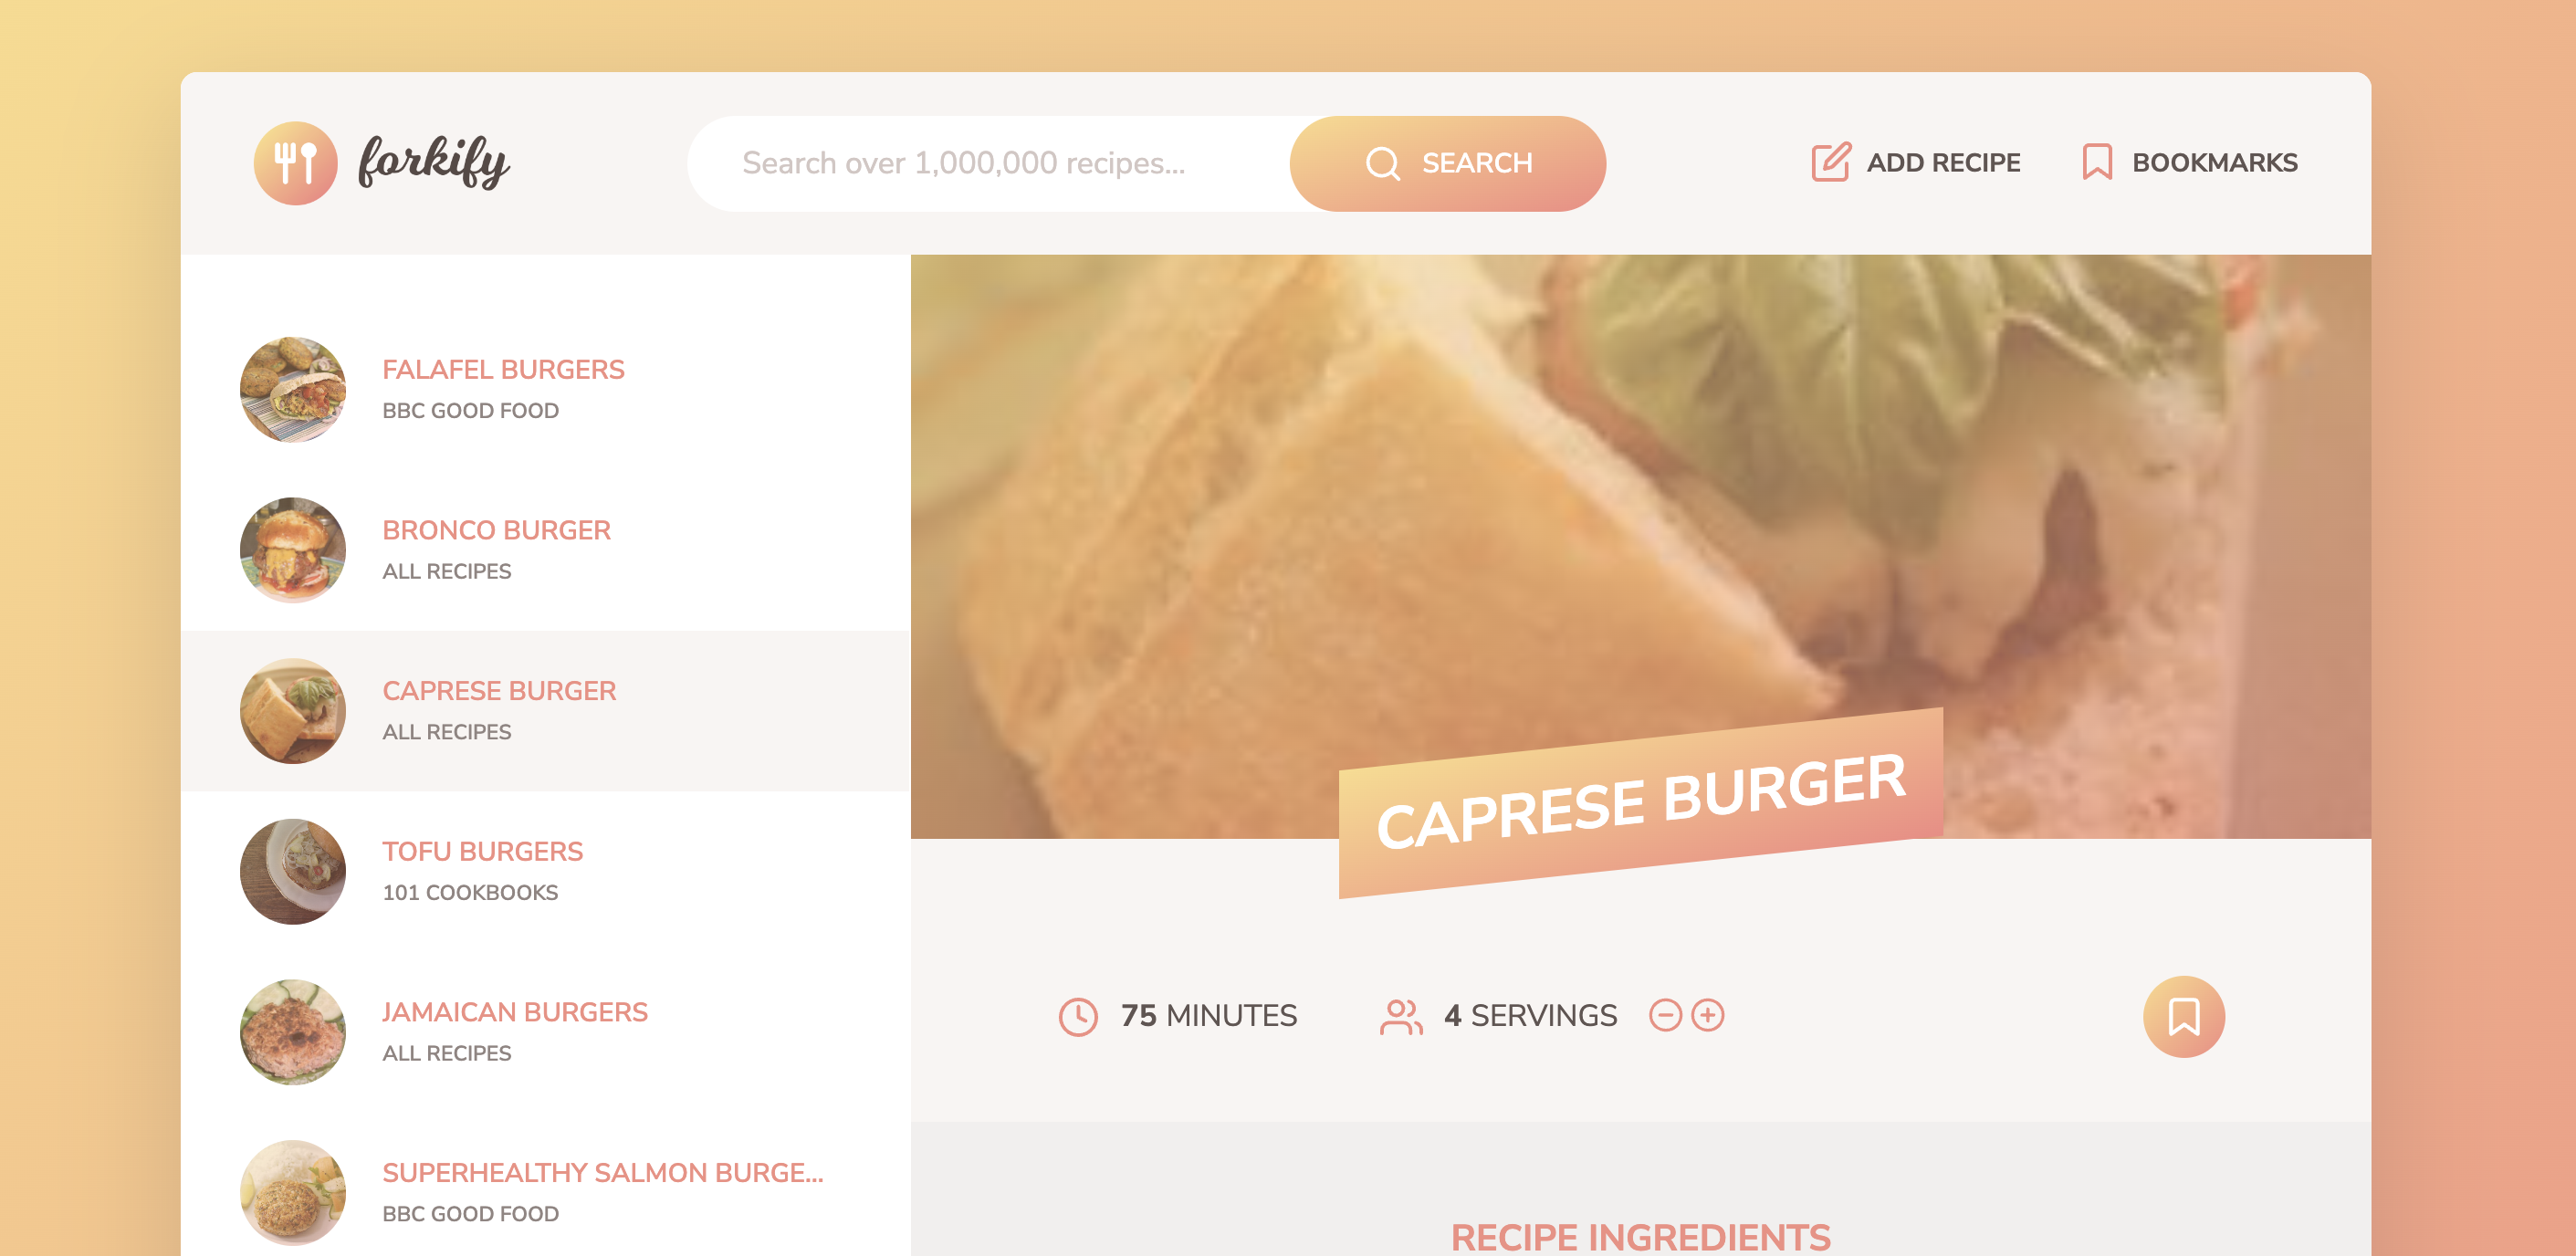 forkify
Search over 1,000,000 recipes...
SEARCH
ADD RECIPE
BOOKMARKS
FALAFEL BURGERS
BBC GOOD FOOD
BRONCO BURGER
ALL RECIPES
CAPRESE BURGER
ALL RECIPES
TOFU BURGERS
101 COOKBOOKS
JAMAICAN BURGERS
ALL RECIPES
SUPERHEALTHY SALMON BURGE...
BBC GOOD FOOD
CAPRESE BURGER
75 MINUTES
4 SERVINGS
RECIPE INGREDIENTS